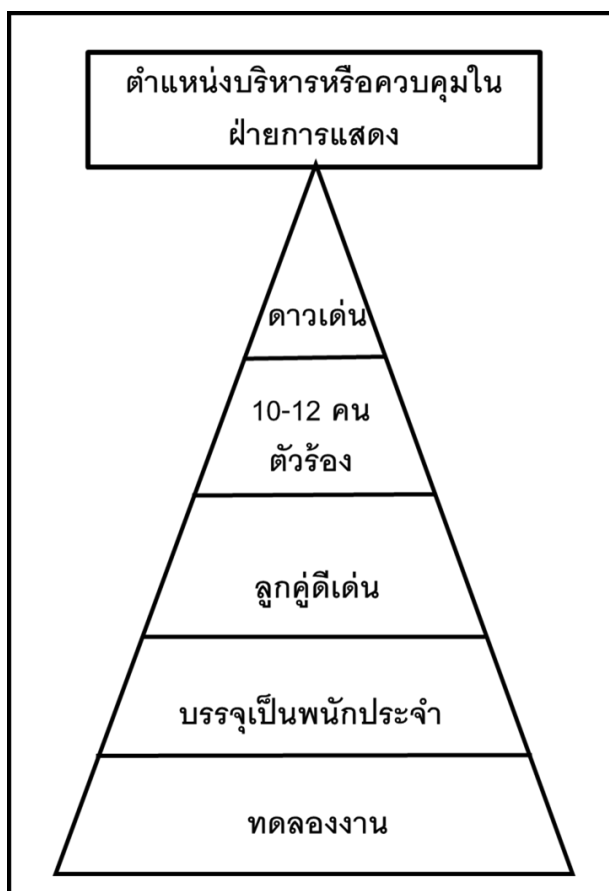 ตำแหน่งบริหารหรือควบคุมใน
ฝ่ายการแสดง
ดาวเด่น
10-12 คน
ตัวร้อง
ลูกคู่ดีเด่น
บรรจุเป็นพนักประจำ
ทดลองงาน